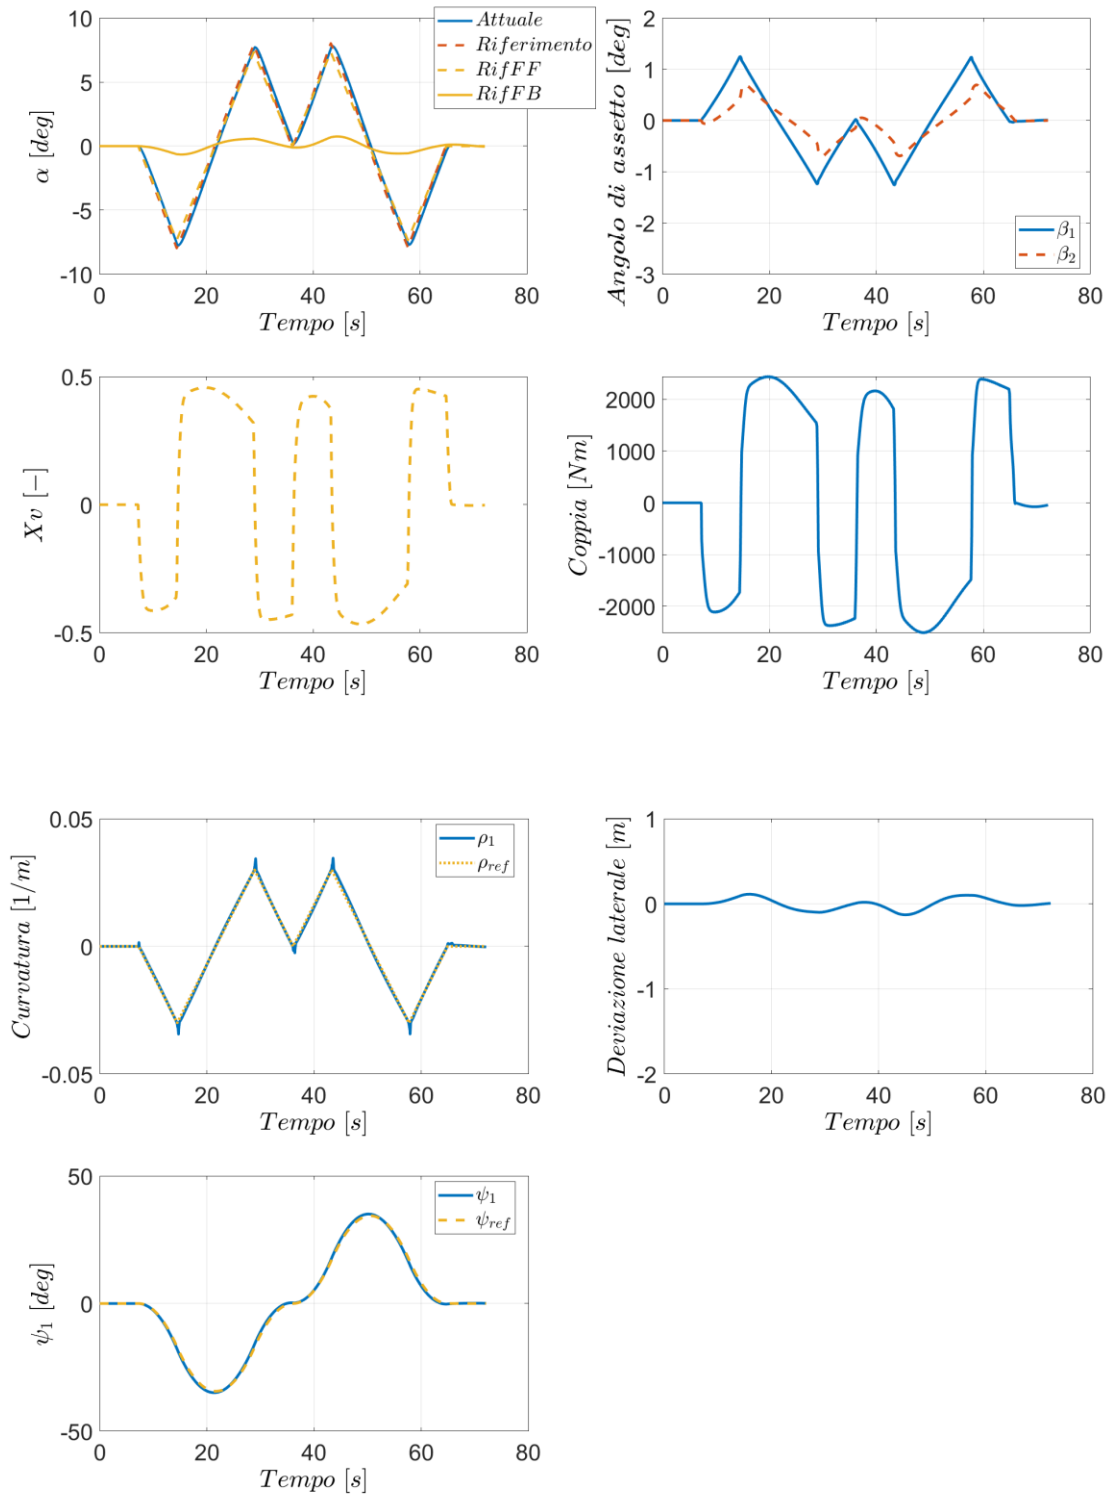 10
5
0
-5
-10
α [deg]
Attuale
Riferimento
RifFF
RifFB
0 20 40 60 80
Tempo [s]
2
1
0
-1
-2
-3
Angolo di assetto [deg]
β1
β2
0 20 40 60 80
Tempo [s]
0.5
0
-0.5
Xv [−]
0 20 40 60 80
Tempo [s]
2000
1000
0
-1000
-2000
Coppia [Nm]
0 20 40 60 80
Tempo [s]
0.05
0
-0.05
Curvatura [1/m]
ρ1
ρref
0 20 40 60 80
Tempo [s]
1
0
-1
-2
Deviazione laterale [m]
0 20 40 60 80
Tempo [s]
50
0
-50
ψ1 [deg]
ψ1
ψref
0 20 40 60 80
Tempo [s]